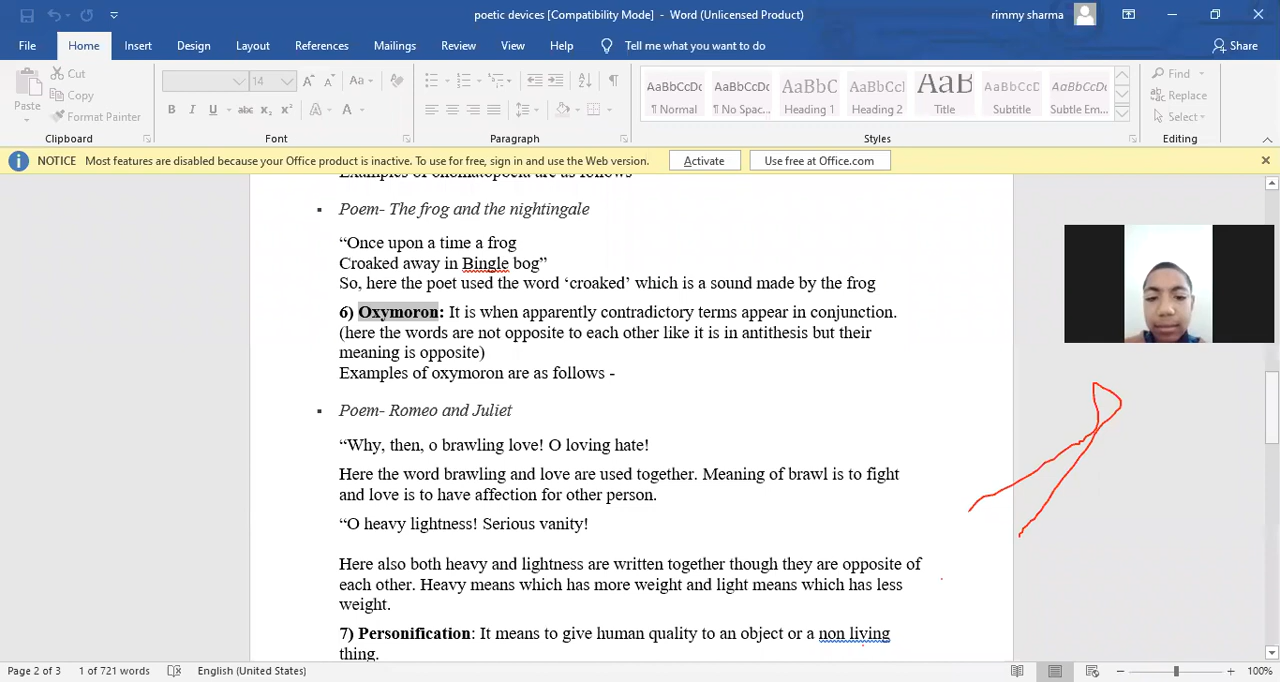 poetic devices [Compatibility Mode] - Word (Unlicensed Product)
rimmy sharma
File Home Insert Design Layout References Mailings Review View Help Tell me what you want to do Share
Paste Cut Copy Format Painter
14 Aa
B I U abc x₂ x² A A
AaBbCcDc AaBbCcDc AaBbC AaBbCcl AaB AaBbCcD AaBbCcDc
¶ Normal ¶ No Spac... Heading 1 Heading 2 Title Subtitle Subtle Em...
Find
Replace
Select
Clipboard Font Paragraph Styles Editing
NOTICE Most features are disabled because your Office product is inactive. To use for free, sign in and use the Web version. Activate Use free at Office.com
Examples of onomatopoeia are as follows
▪ Poem- The frog and the nightingale
“Once upon a time a frog
Croaked away in Bingle bog”
So, here the poet used the word ‘croaked’ which is a sound made by the frog
6) Oxymoron: It is when apparently contradictory terms appear in conjunction.
(here the words are not opposite to each other like it is in antithesis but their
meaning is opposite)
Examples of oxymoron are as follows -
▪ Poem- Romeo and Juliet
“Why, then, o brawling love! O loving hate!
Here the word brawling and love are used together. Meaning of brawl is to fight
and love is to have affection for other person.
“O heavy lightness! Serious vanity!
Here also both heavy and lightness are written together though they are opposite of
each other. Heavy means which has more weight and light means which has less
weight.
7) Personification: It means to give human quality to an object or a non living
thing.
Page 2 of 3 1 of 721 words English (United States) 100%